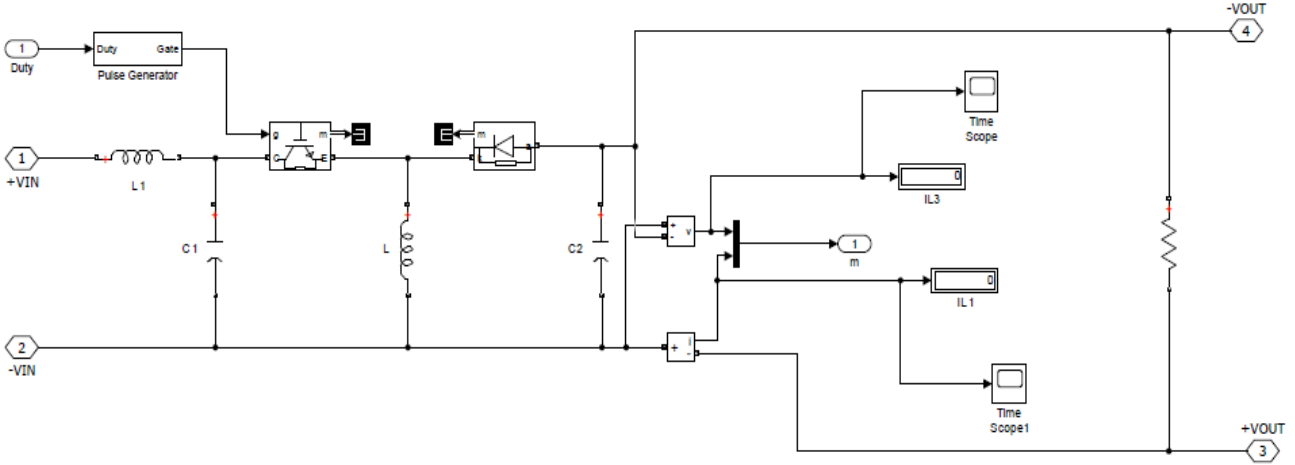 -VOUT
4
1
Duty
Duty
Gate
Pulse Generator
g
m
C
E
m
a
k
1
+VIN
L1
Time
Scope
0
IL3
C1
L
C2
+
-
v
1
m
0
IL1
2
-VIN
+
i
-
Time
Scope1
+VOUT
3